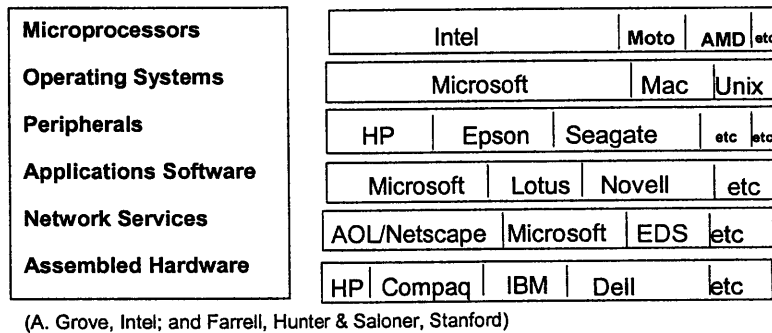 Microprocessors Intel Moto AMD etc
Operating Systems Microsoft Mac Unix
Peripherals HP Epson Seagate etc etc
Applications Software Microsoft Lotus Novell etc
Network Services AOL/Netscape Microsoft EDS etc
Assembled Hardware HP Compaq IBM Dell etc
(A. Grove, Intel; and Farrell, Hunter & Saloner, Stanford)